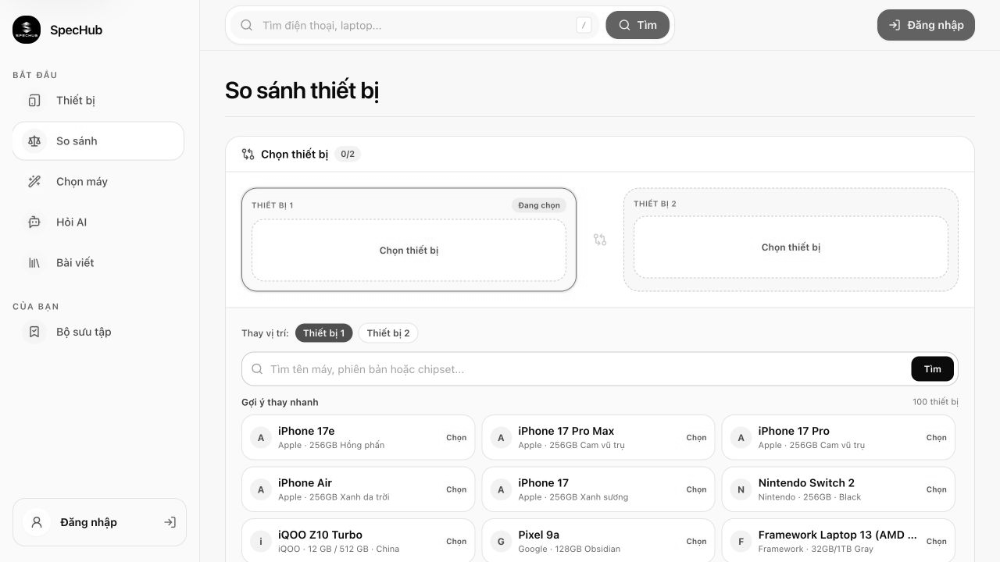 SPECHUB
SpecHub
Tìm điện thoại, laptop...
/
Tìm
Đăng nhập
BẮT ĐẦU
Thiết bị
So sánh
Chọn máy
Hỏi AI
Bài viết
CỦA BẠN
Bộ sưu tập
Đăng nhập
So sánh thiết bị
Chọn thiết bị 0/2
THIẾT BỊ 1
Đang chọn
Chọn thiết bị
THIẾT BỊ 2
Chọn thiết bị
Thay vị trí: Thiết bị 1 Thiết bị 2
Tìm tên máy, phiên bản hoặc chipset...
Tìm
Gợi ý thay nhanh
100 thiết bị
A
iPhone 17e
Apple · 256GB Hồng phấn
Chọn
A
iPhone 17 Pro Max
Apple · 256GB Cam vũ trụ
Chọn
A
iPhone 17 Pro
Apple · 256GB Cam vũ trụ
Chọn
A
iPhone Air
Apple · 256GB Xanh da trời
Chọn
A
iPhone 17
Apple · 256GB Xanh sương
Chọn
N
Nintendo Switch 2
Nintendo · 256GB · Black
Chọn
i
iQOO Z10 Turbo
iQOO · 12 GB / 512 GB · China
Chọn
G
Pixel 9a
Google · 128GB Obsidian
Chọn
F
Framework Laptop 13 (AMD ...
Framework · 32GB/1TB Gray
Chọn